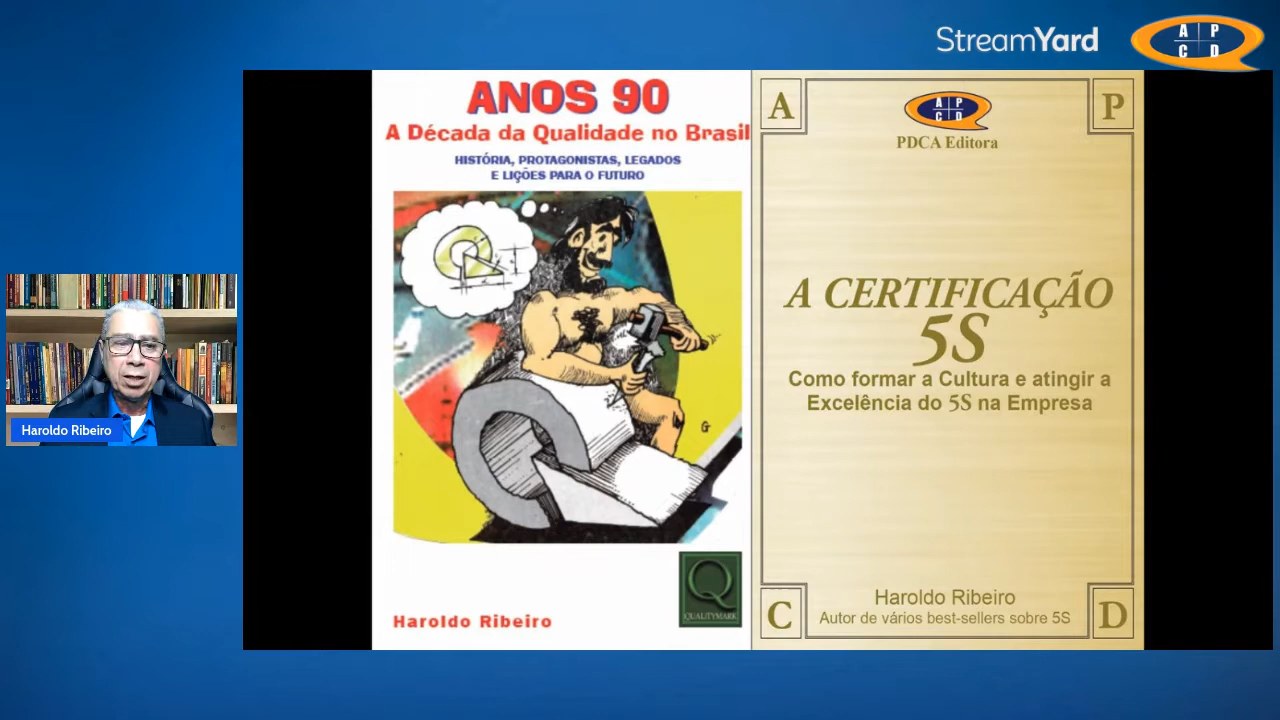 StreamYard
A P
C D
ANOS 90
A Década da Qualidade no Brasil
HISTÓRIA, PROTAGONISTAS, LEGADOS
E LIÇÕES PARA O FUTURO
G
Q
QUALITYMARK
Haroldo Ribeiro
A
P
A P
C D
PDCA Editora
A CERTIFICAÇÃO
5S
Como formar a Cultura e atingir a
Excelência do 5S na Empresa
C
Haroldo Ribeiro
Autor de vários best-sellers sobre 5S
D
Haroldo Ribeiro